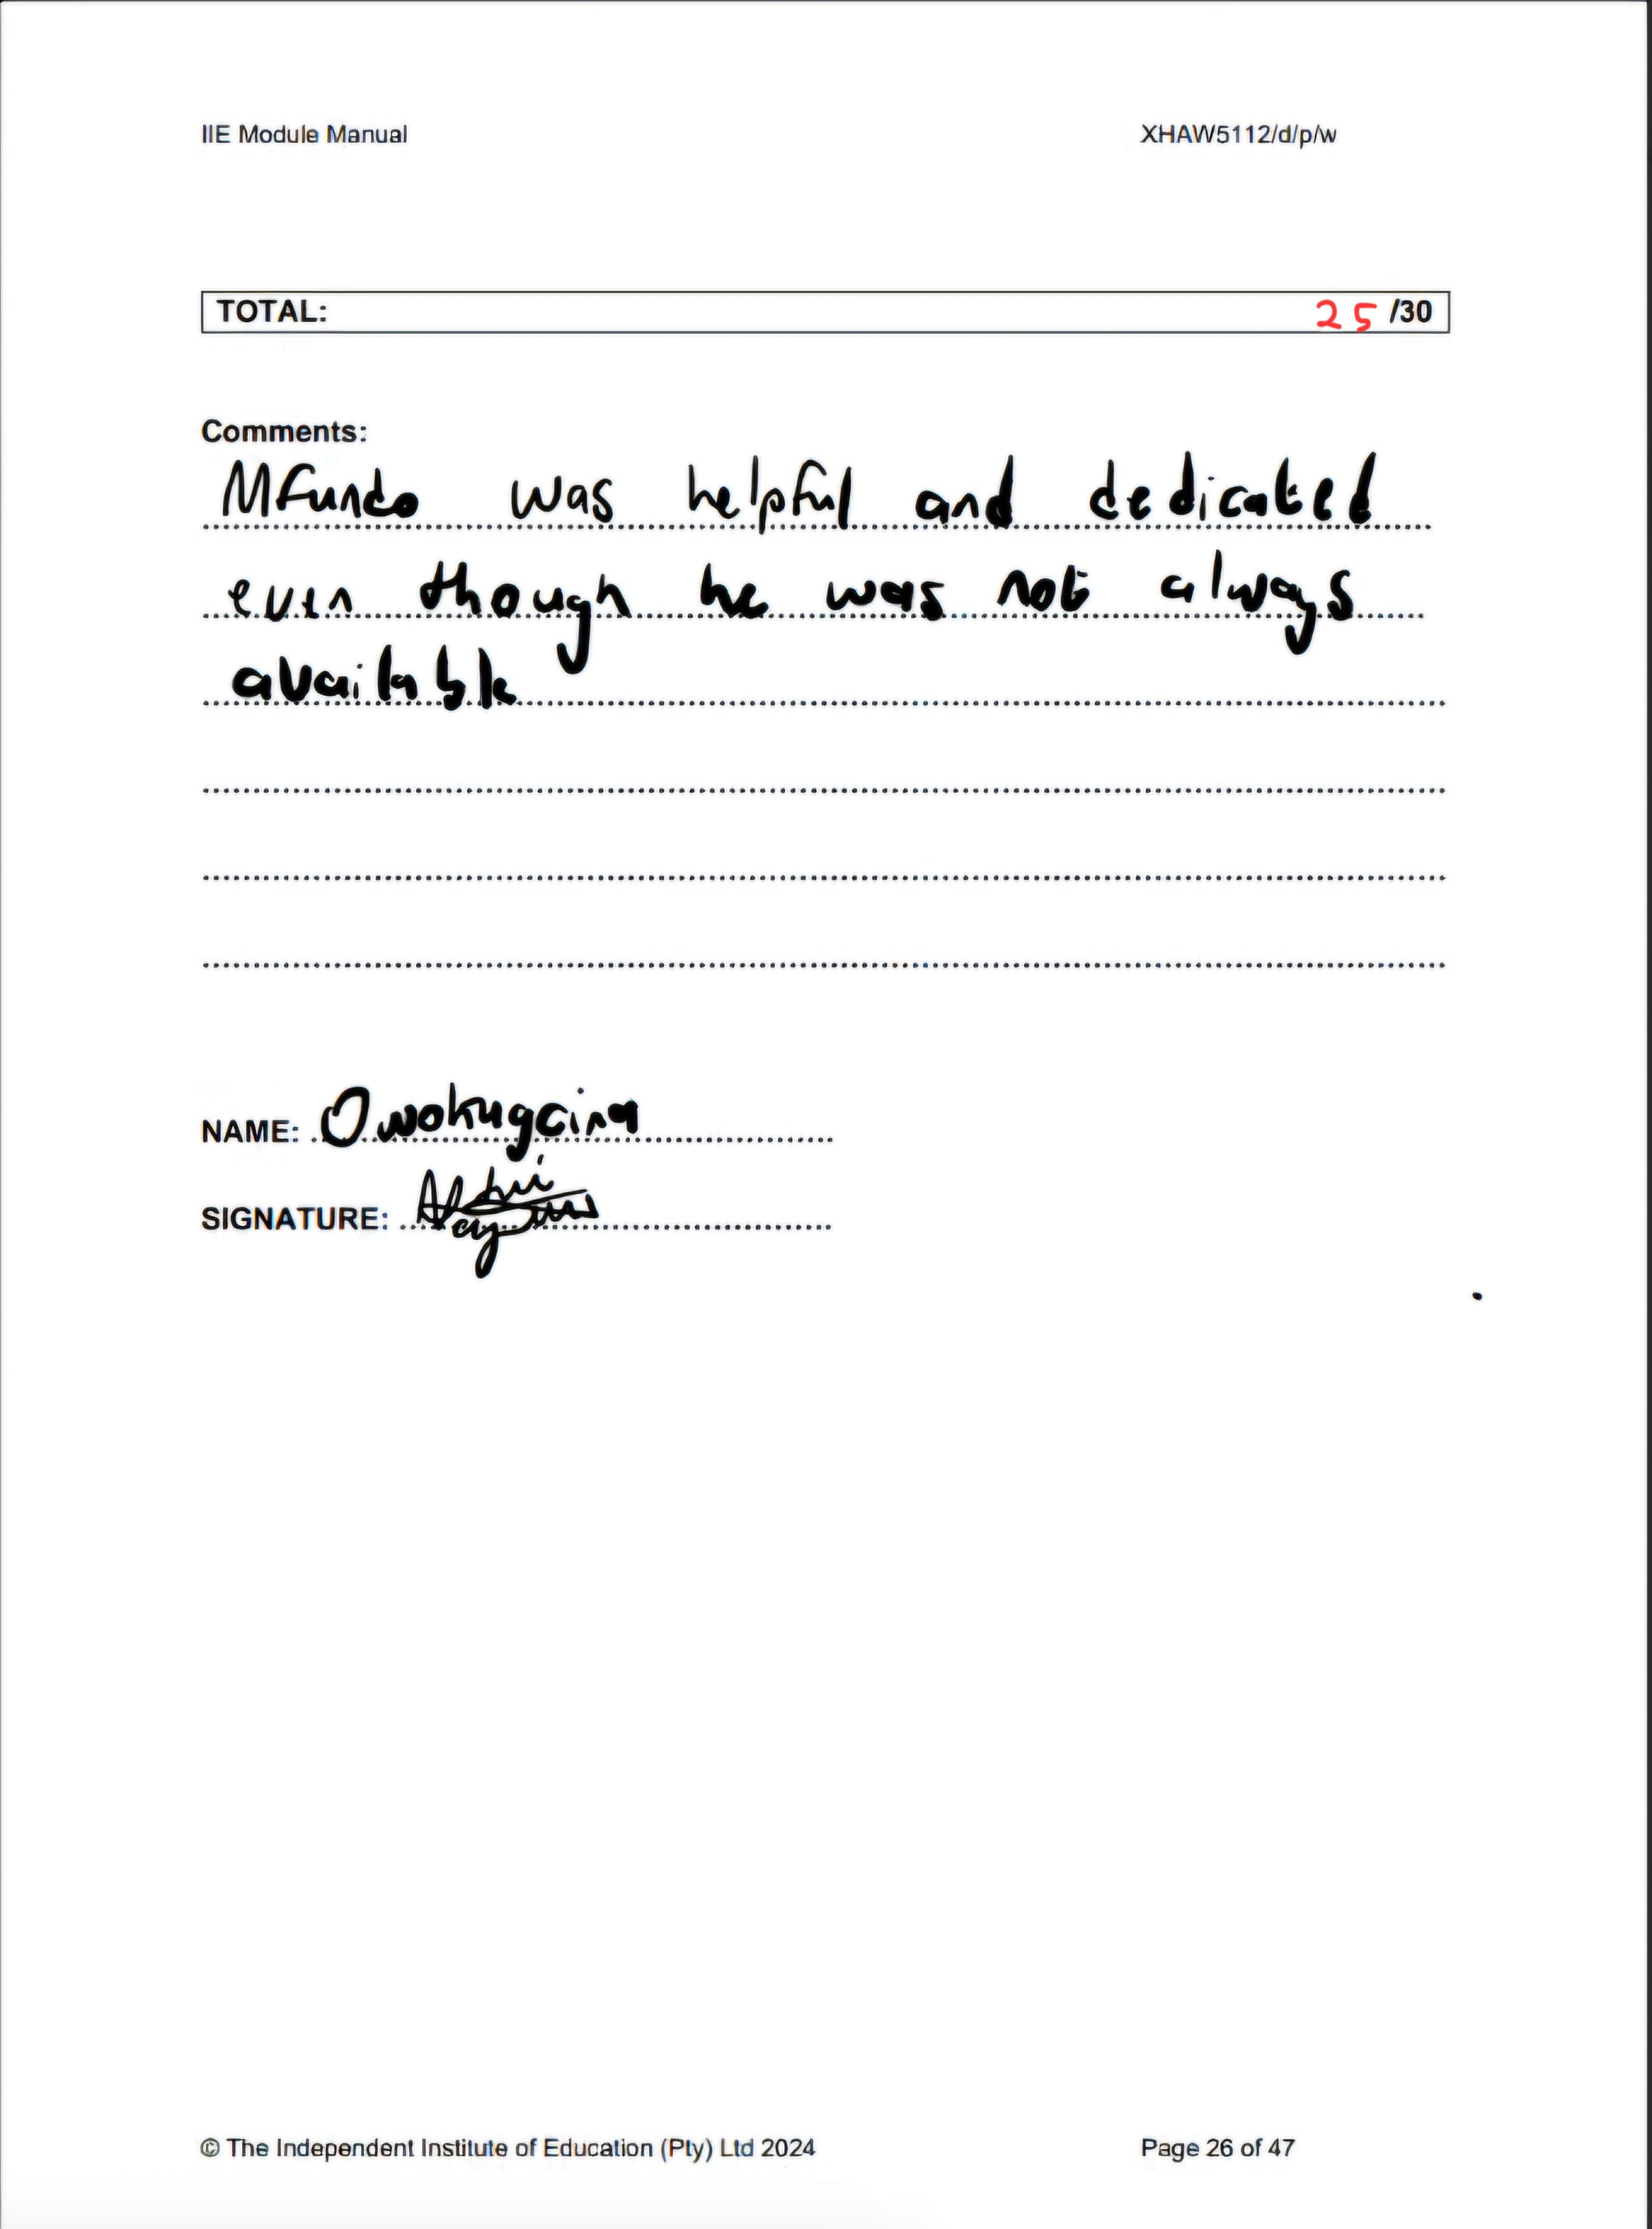 IIE Module Manual XHAW5112/d/p/w
TOTAL: 25 /30
Comments:
Mfundo was helpful and dedicated
even though he was not always
available
NAME: Owokugcina
SIGNATURE:
© The Independent Institute of Education (Pty) Ltd 2024 Page 26 of 47